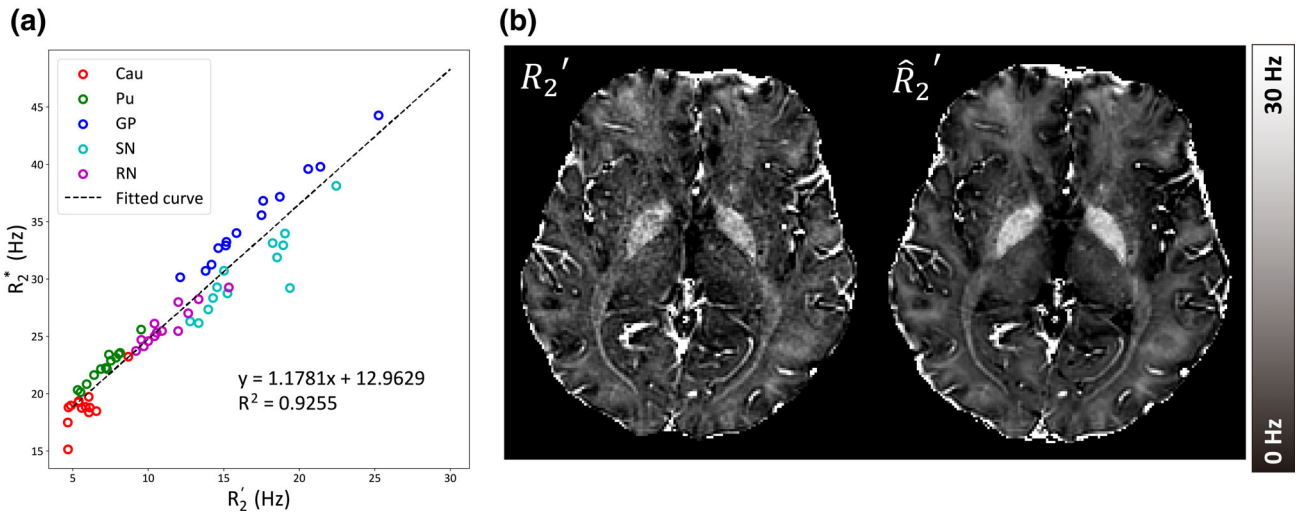 (a)
Cau
Pu
GP
SN
RN
Fitted curve
45
40
35
30
25
20
15
R₂* (Hz)
y = 1.1781x + 12.9629
R² = 0.9255
5 10 15 20 25 30
R₂′ (Hz)
(b)
R₂′
R̂₂′
30 Hz
0 Hz